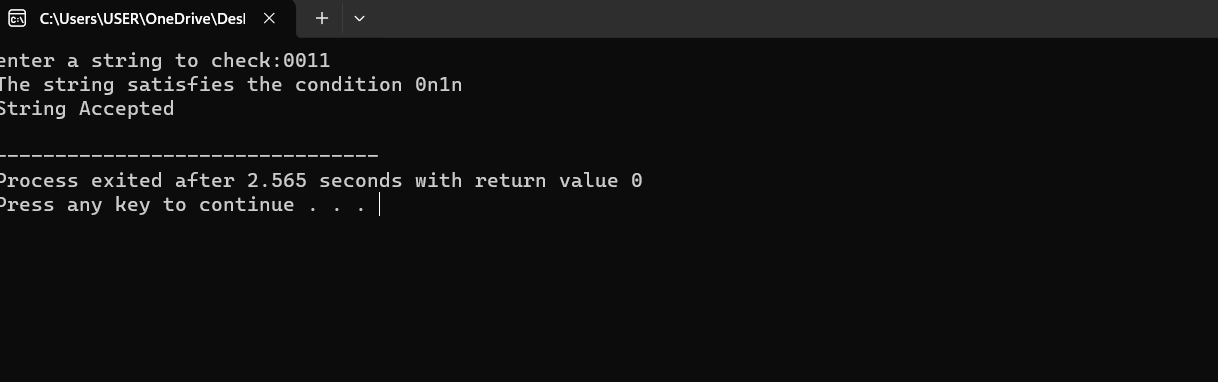 C:\Users\USER\OneDrive\Desl
enter a string to check:0011
The string satisfies the condition 0n1n
String Accepted
--------------------------------
Process exited after 2.565 seconds with return value 0
Press any key to continue . . .